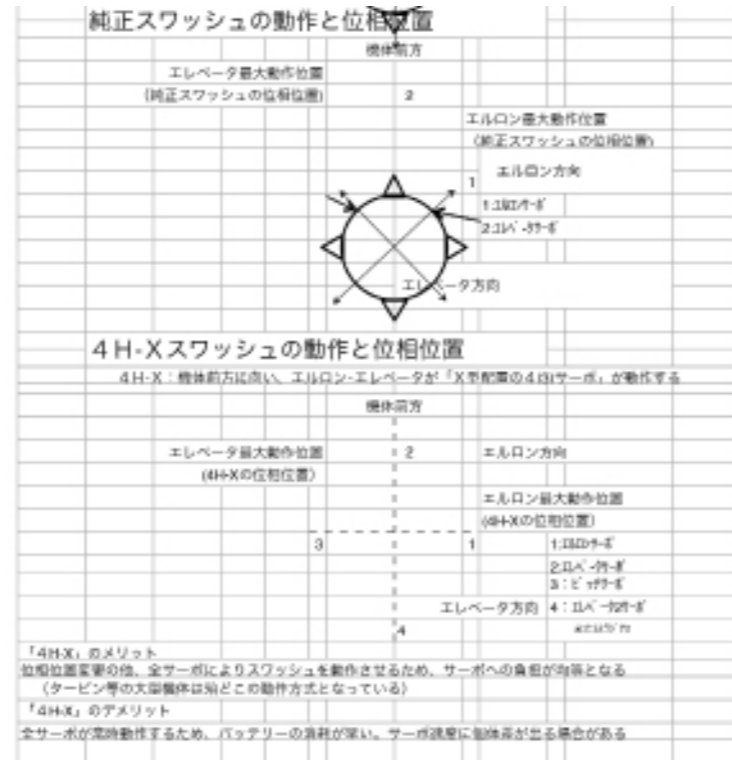 純正スワッシュの動作と位相位置
機体前方
エレベータ最大動作位置
(純正スワッシュの位相位置)
2
エルロン最大動作位置
(純正スワッシュの位相位置)
エルロン方向
1
1:ｴﾙﾛﾝｻｰﾎﾞ
2:ｴﾚﾍﾞｰﾀｻｰﾎﾞ
エレベータ方向
4H-Xスワッシュの動作と位相位置
4H-X：機体前方に向い、エルロン-エレベータが「X型配置の4個サーボ」が動作する
機体前方
エレベータ最大動作位置
2
エルロン方向
(4H-Xの位相位置)
エルロン最大動作位置
(4H-Xの位相位置)
3
1
1:ｴﾙﾛﾝｻｰﾎﾞ
2:ｴﾚﾍﾞｰﾀｻｰﾎﾞ
3：ﾋﾟｯﾁｻｰﾎﾞ
エレベータ方向
4：ｴﾚﾍﾞｰﾀ2ｻｰﾎﾞ
4
「4H-X」のメリット
位相位置変更の他、全サーボによりスワッシュを動作させるため、サーボへの負担が均等となる
（タービン等の大型機体は殆どこの動作方式となっている）
「4H-X」のデメリット
全サーボが常時動作するため、バッテリーの消耗が早い。サーボ速度に個体差が出る場合がある